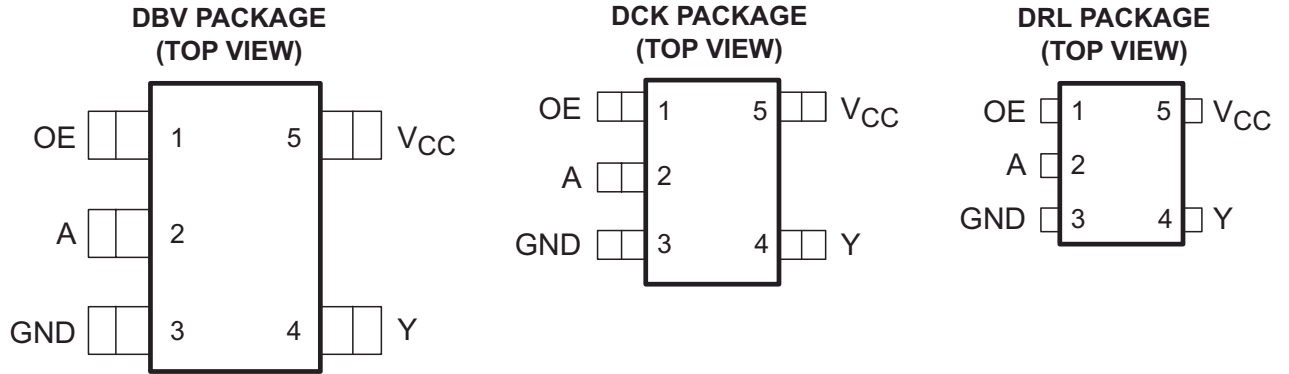 DBV PACKAGE
(TOP VIEW)
OE 1 5 VCC
A 2
GND 3 4 Y
DCK PACKAGE
(TOP VIEW)
OE 1 5 VCC
A 2
GND 3 4 Y
DRL PACKAGE
(TOP VIEW)
OE 1 5 VCC
A 2
GND 3 4 Y